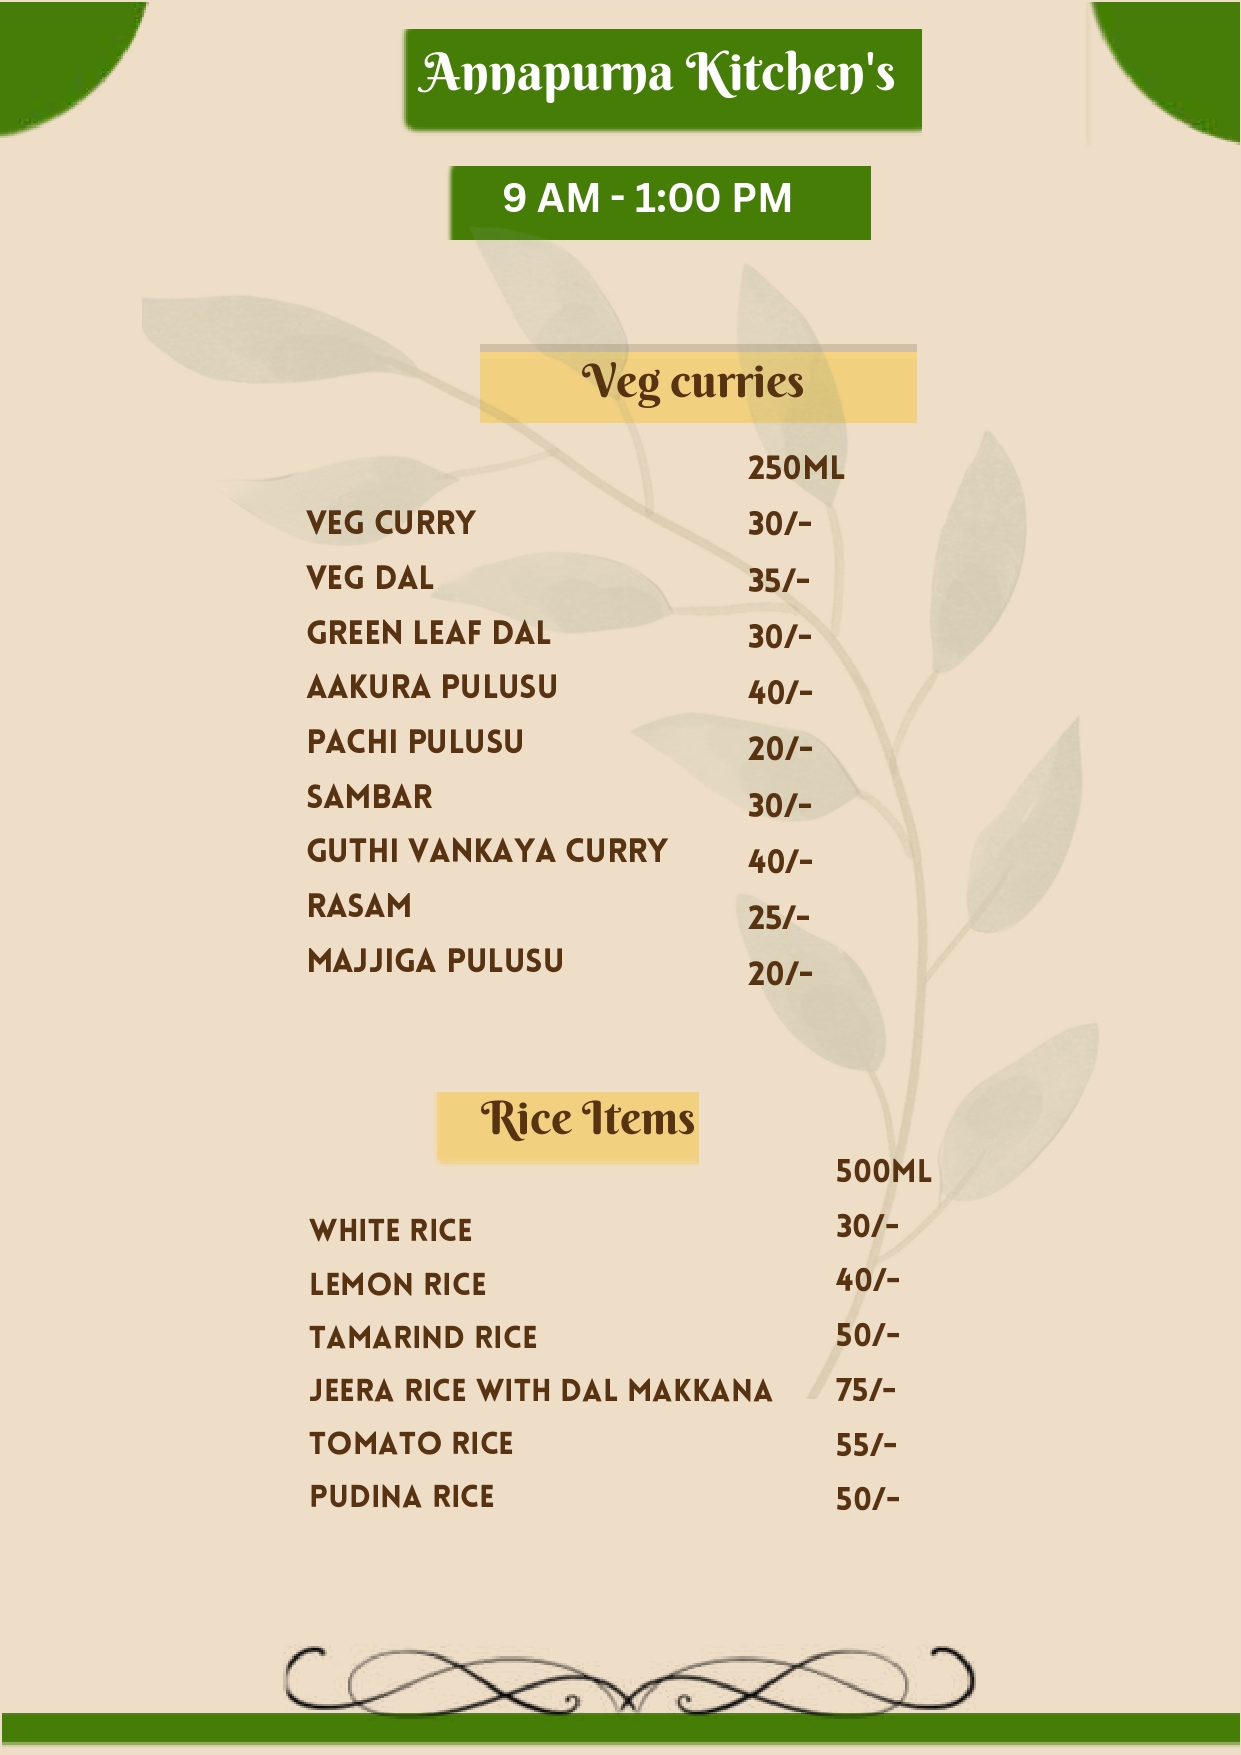 Annapurna Kitchen's
9 AM - 1:00 PM
Veg curries
250ML
VEG CURRY 30/-
VEG DAL 35/-
GREEN LEAF DAL 30/-
AAKURA PULUSU 40/-
PACHI PULUSU 20/-
SAMBAR 30/-
GUTHI VANKAYA CURRY 40/-
RASAM 25/-
MAJJIGA PULUSU 20/-
Rice Items
500ML
WHITE RICE 30/-
LEMON RICE 40/-
TAMARIND RICE 50/-
JEERA RICE WITH DAL MAKKANA 75/-
TOMATO RICE 55/-
PUDINA RICE 50/-